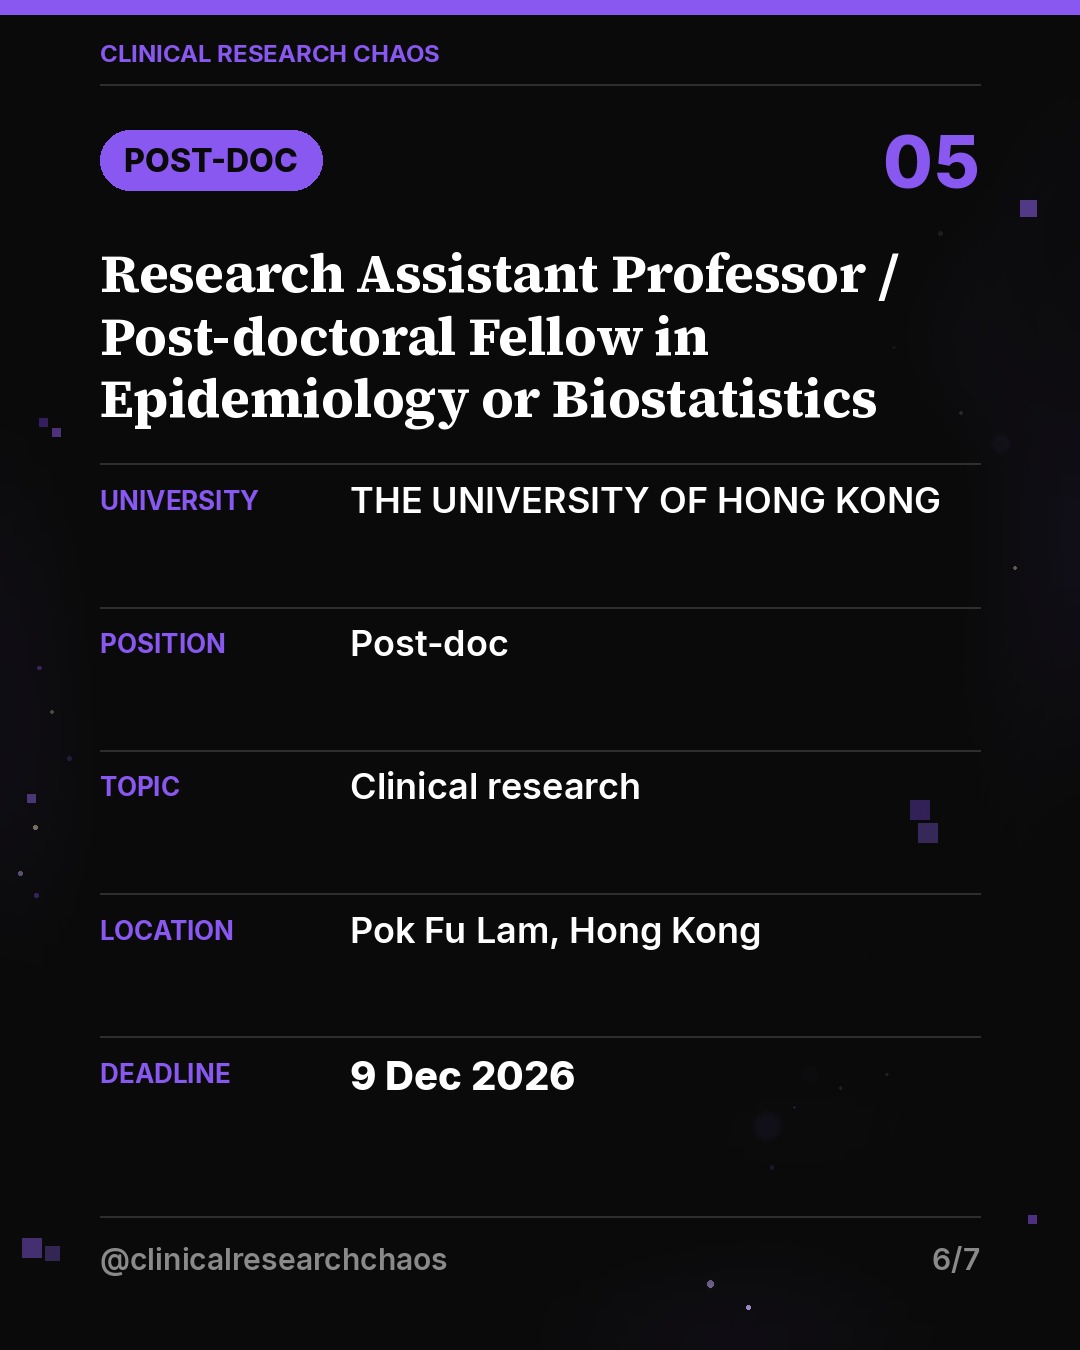 CLINICAL RESEARCH CHAOS
POST-DOC
05
Research Assistant Professor /
Post-doctoral Fellow in
Epidemiology or Biostatistics
UNIVERSITY THE UNIVERSITY OF HONG KONG
POSITION Post-doc
TOPIC Clinical research
LOCATION Pok Fu Lam, Hong Kong
DEADLINE 9 Dec 2026
@clinicalresearchchaos 6/7